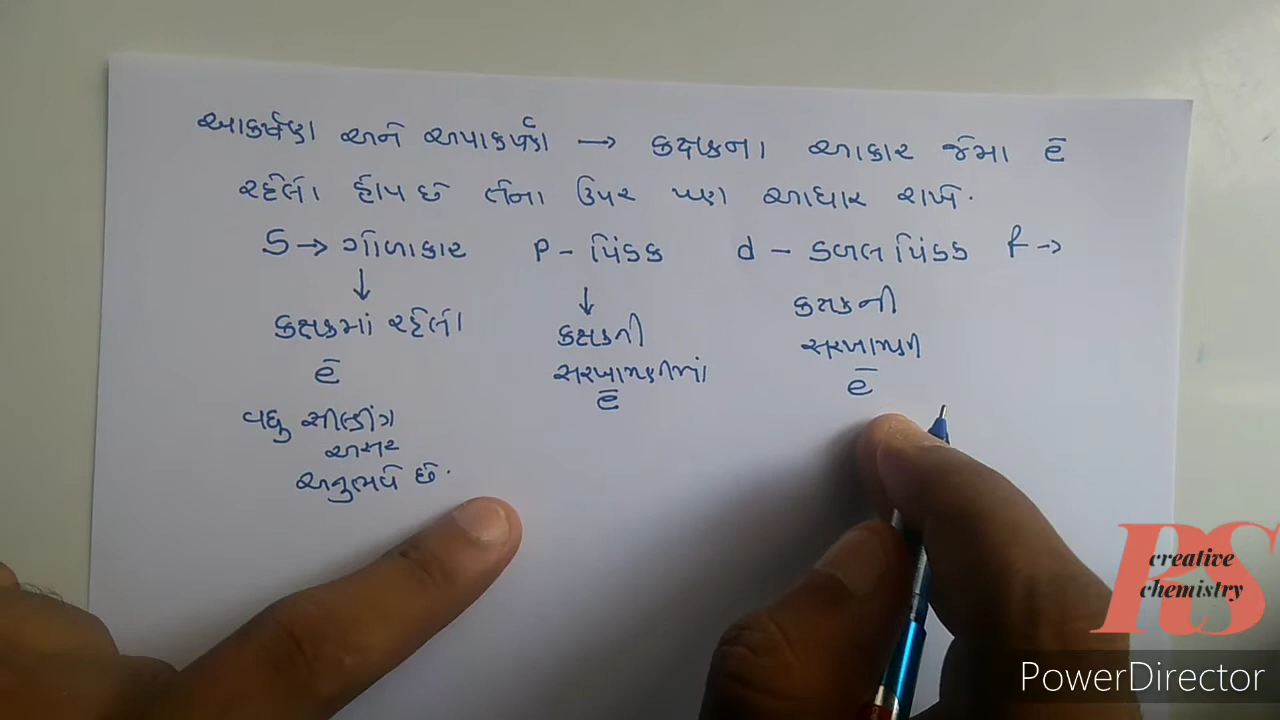 આકર્ષણ અને અપાકર્ષણ → કક્ષકના આકાર જેમા e̅
રહેલા હોય છે તેના ઉપર પણ આધાર રાખે.
S → ગોળાકાર
↓
કક્ષકમાં રહેલા
e̅
વધુ સીલ્ડીંગ
અસર
અનુભવે છે.
p - પિંડક
↓
કક્ષકની
સરખામણીમાં
e̅
d - ડબલ પિંડક
કક્ષકની
સરખામણી
e̅
f →
RS
creative
chemistry
PowerDirector